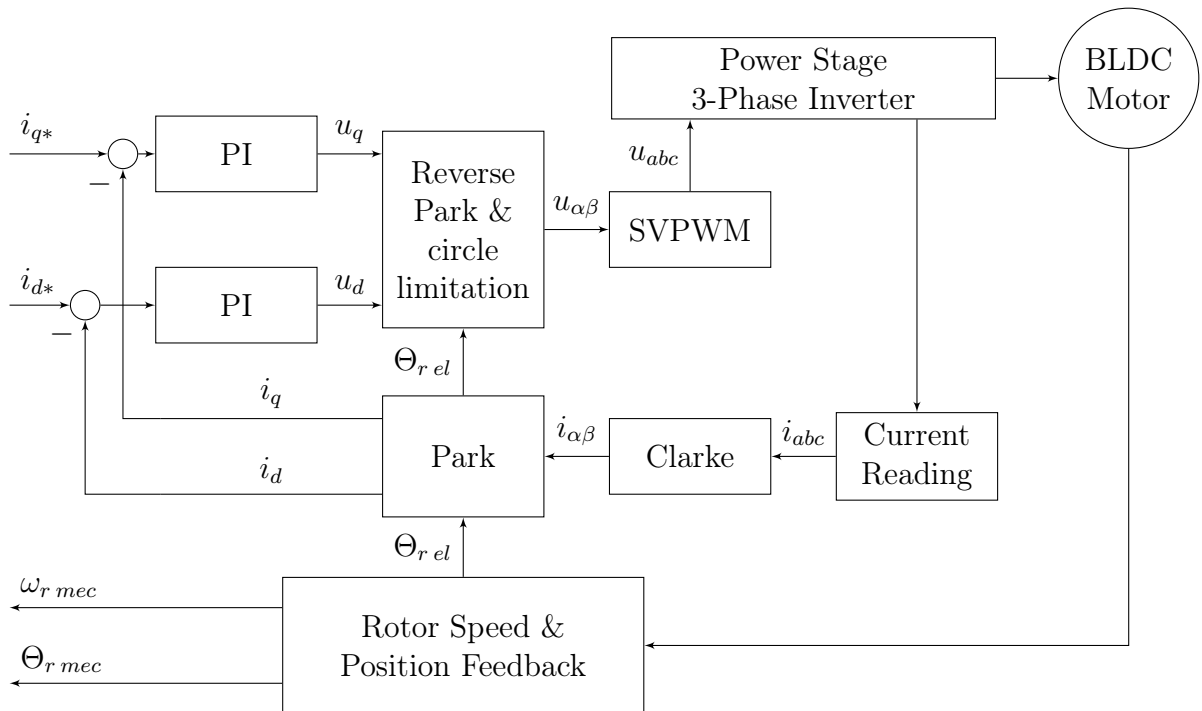 Power Stage
3-Phase Inverter
BLDC
Motor
i_{q*}
PI
u_q
−
Reverse
Park &
circle
limitation
u_{αβ}
SVPWM
u_{abc}
i_{d*}
PI
u_d
−
Θ_{r el}
i_q
i_d
Park
i_{αβ}
Clarke
i_{abc}
Current
Reading
Θ_{r el}
ω_{r mec}
Θ_{r mec}
Rotor Speed &
Position Feedback